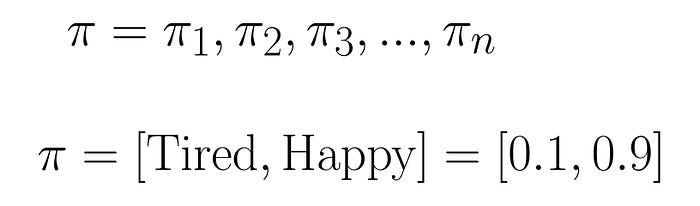 π = π₁, π₂, π₃, ..., πₙ
π = [Tired, Happy] = [0.1, 0.9]